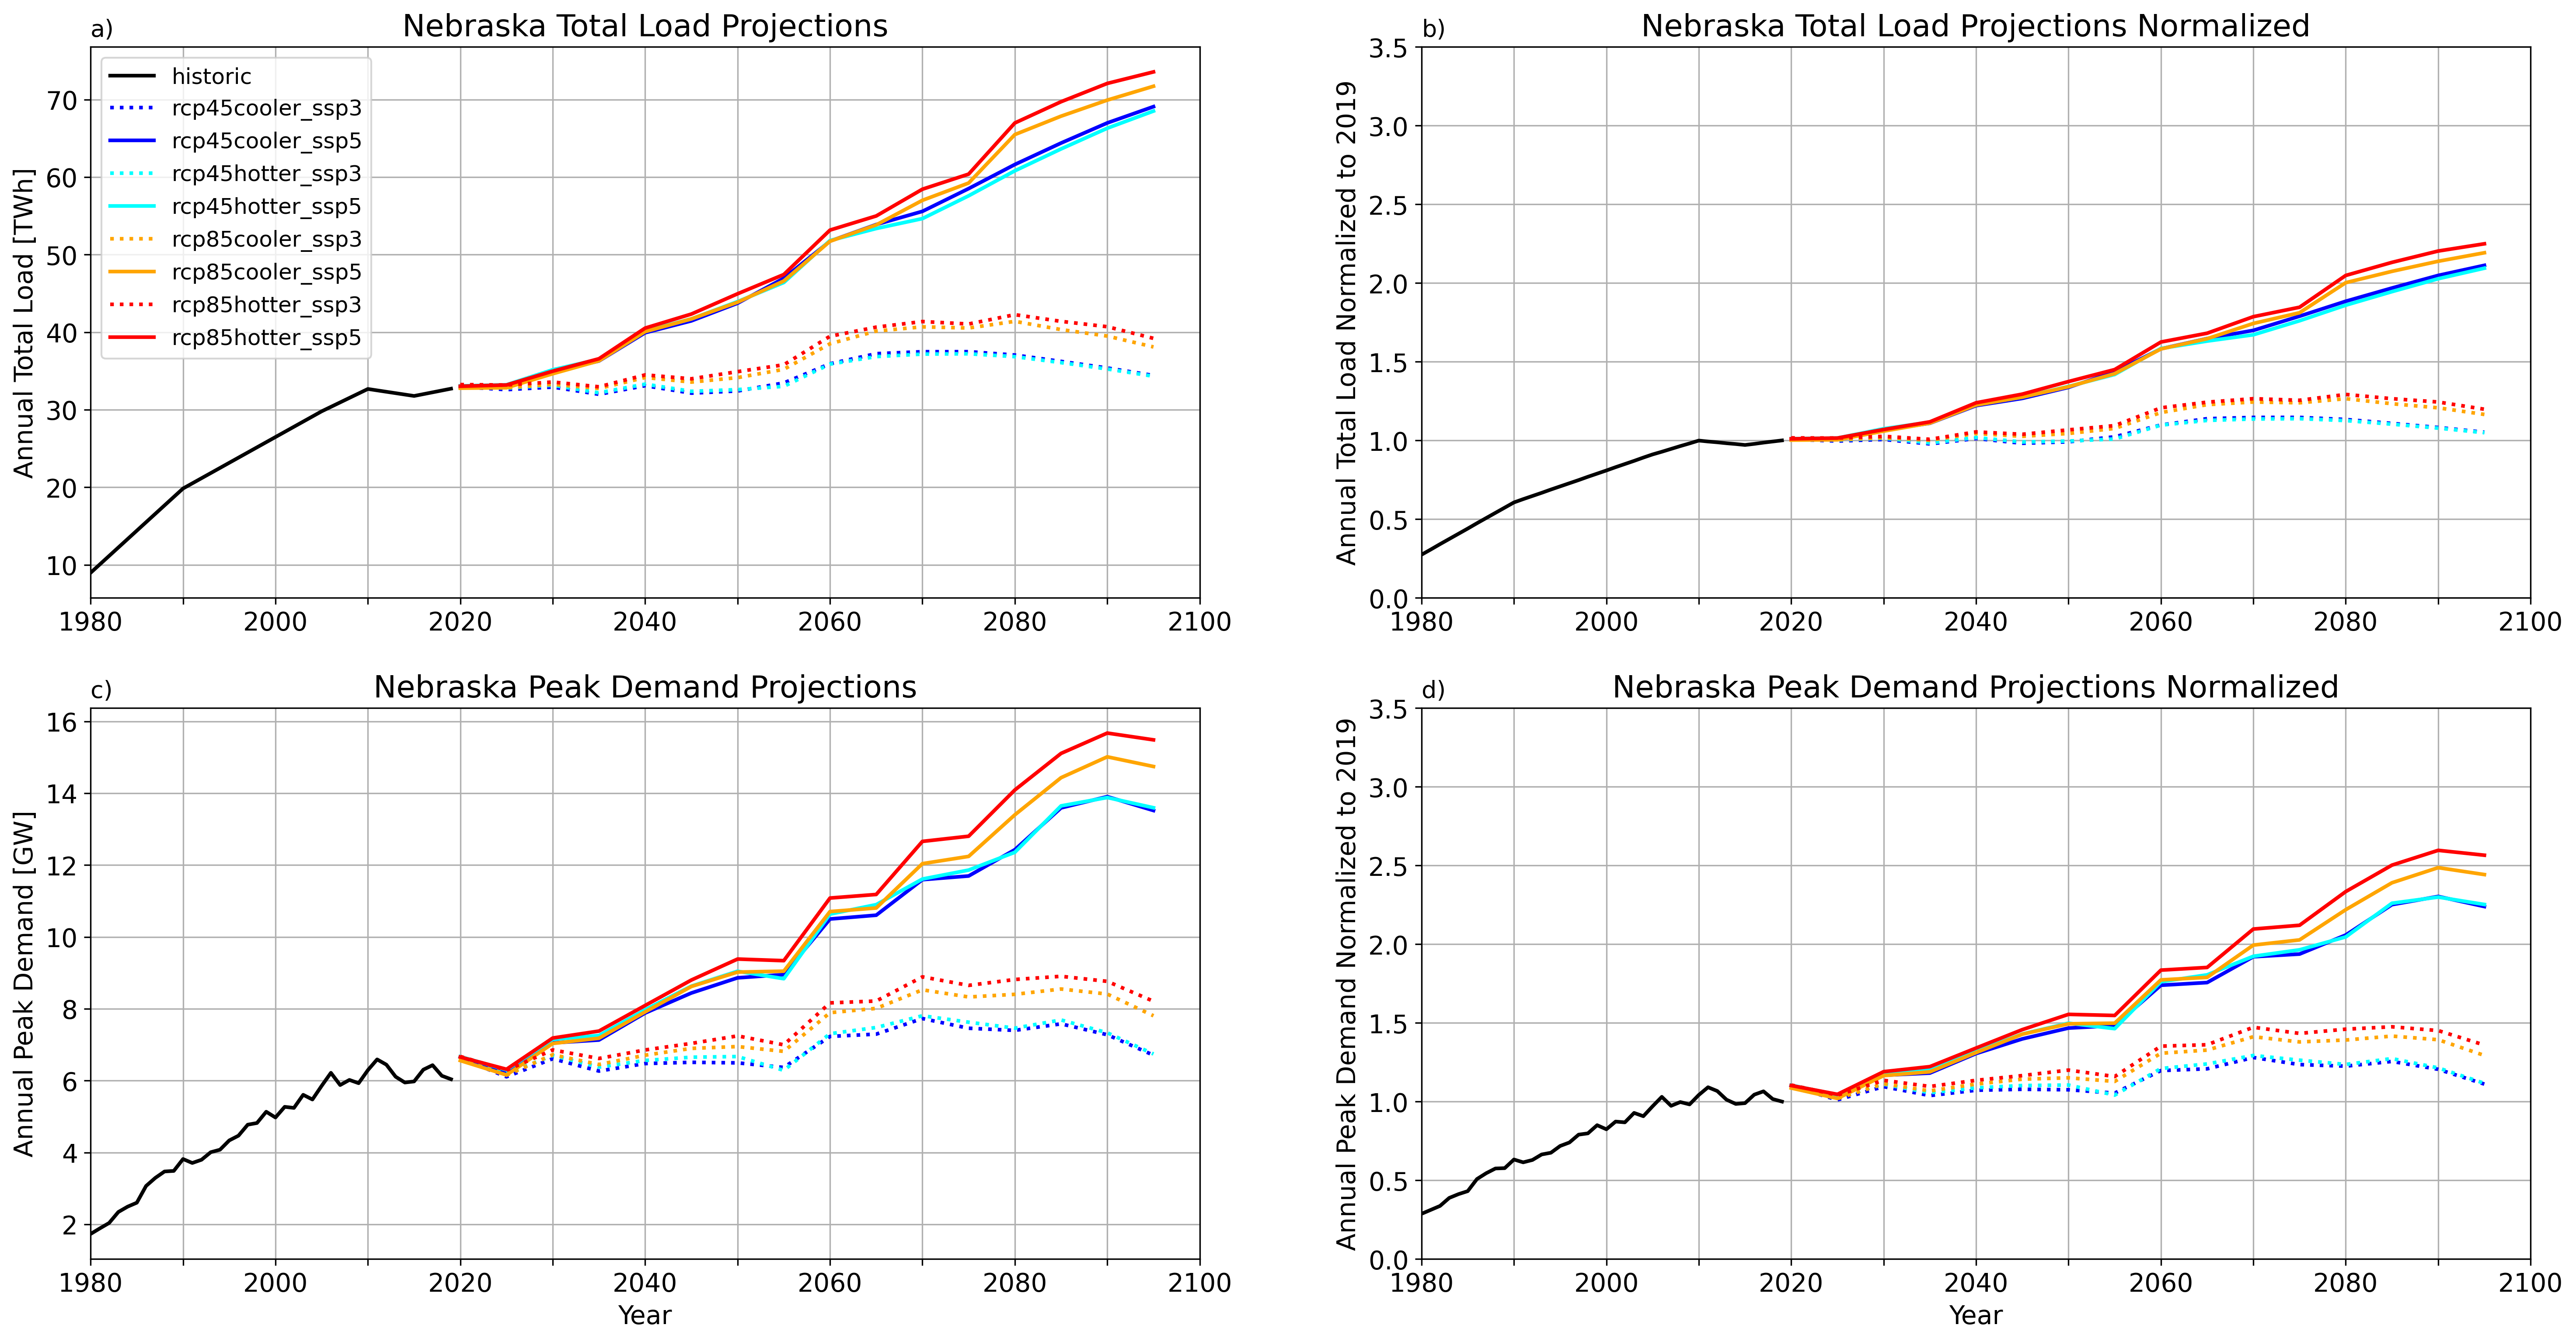 a)
Nebraska Total Load Projections
Annual Total Load [TWh]
70
60
50
40
30
20
10
historic
rcp45cooler_ssp3
rcp45cooler_ssp5
rcp45hotter_ssp3
rcp45hotter_ssp5
rcp85cooler_ssp3
rcp85cooler_ssp5
rcp85hotter_ssp3
rcp85hotter_ssp5
1980 2000 2020 2040 2060 2080 2100
b)
Nebraska Total Load Projections Normalized
Annual Total Load Normalized to 2019
3.5
3.0
2.5
2.0
1.5
1.0
0.5
0.0
1980 2000 2020 2040 2060 2080 2100
c)
Nebraska Peak Demand Projections
Annual Peak Demand [GW]
16
14
12
10
8
6
4
2
1980 2000 2020 2040 2060 2080 2100
Year
d)
Nebraska Peak Demand Projections Normalized
Annual Peak Demand Normalized to 2019
3.5
3.0
2.5
2.0
1.5
1.0
0.5
0.0
1980 2000 2020 2040 2060 2080 2100
Year